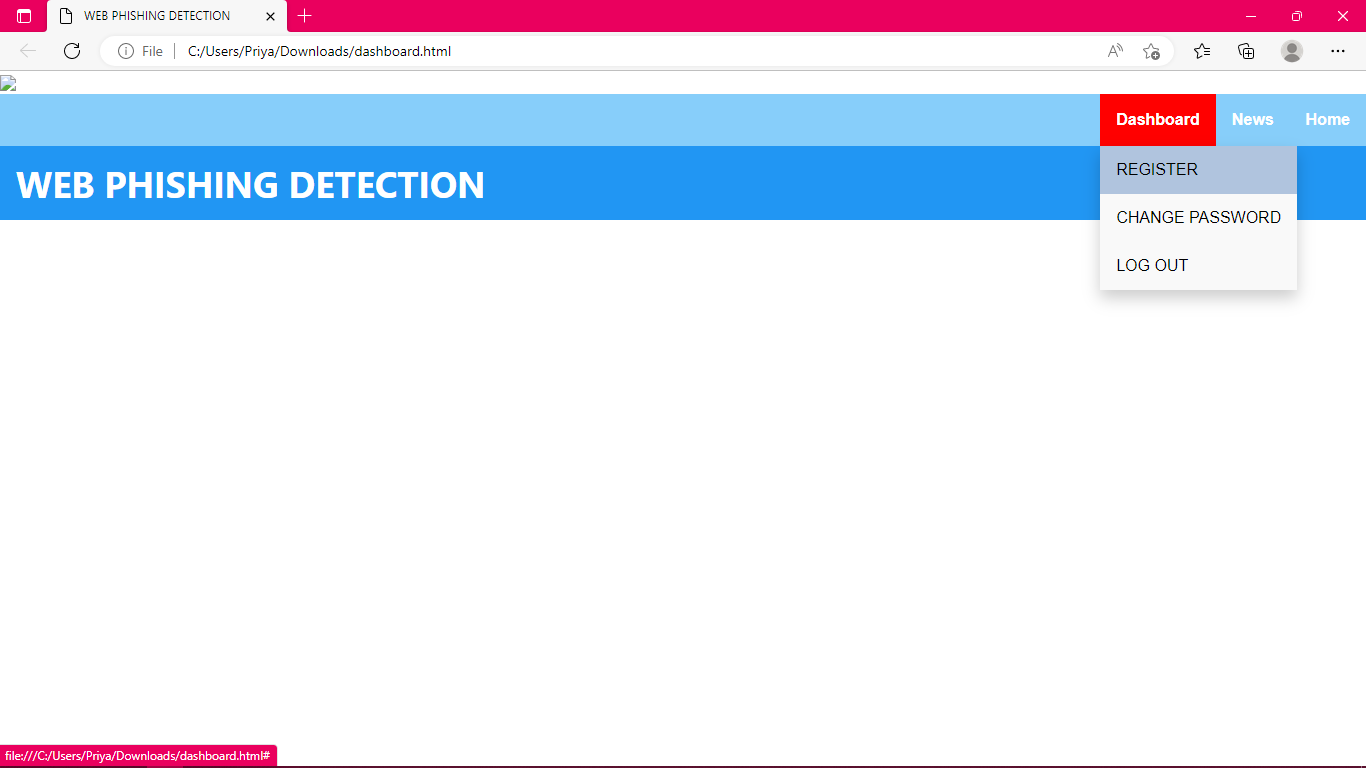 WEB PHISHING DETECTION
File C:/Users/Priya/Downloads/dashboard.html
Dashboard News Home
WEB PHISHING DETECTION
REGISTER
CHANGE PASSWORD
LOG OUT
file:///C:/Users/Priya/Downloads/dashboard.html#